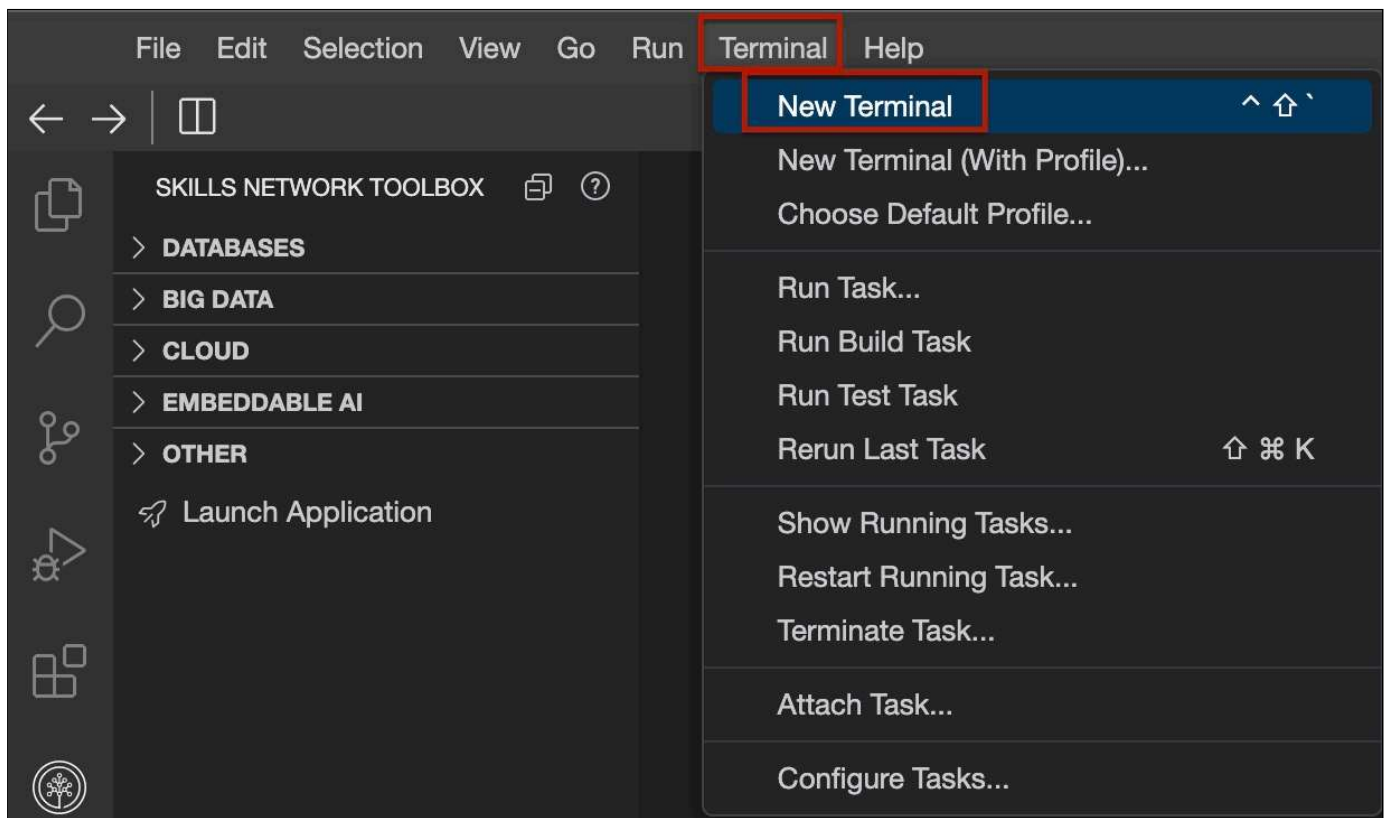 File Edit Selection View Go Run Terminal Help
New Terminal ^ ⇧ `
New Terminal (With Profile)...
Choose Default Profile...
Run Task...
Run Build Task
Run Test Task
Rerun Last Task ⇧ ⌘ K
Show Running Tasks...
Restart Running Task...
Terminate Task...
Attach Task...
Configure Tasks...
SKILLS NETWORK TOOLBOX
DATABASES
BIG DATA
CLOUD
EMBEDDABLE AI
OTHER
Launch Application